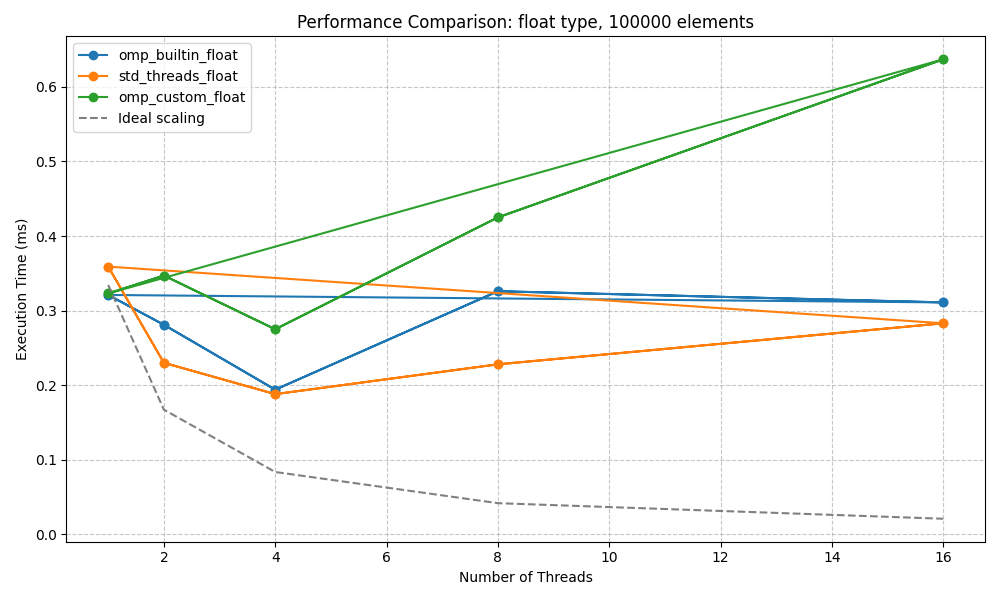 Performance Comparison: float type, 100000 elements
omp_builtin_float
std_threads_float
omp_custom_float
Ideal scaling
Execution Time (ms)
0.6
0.5
0.4
0.3
0.2
0.1
0.0
2 4 6 8 10 12 14 16
Number of Threads